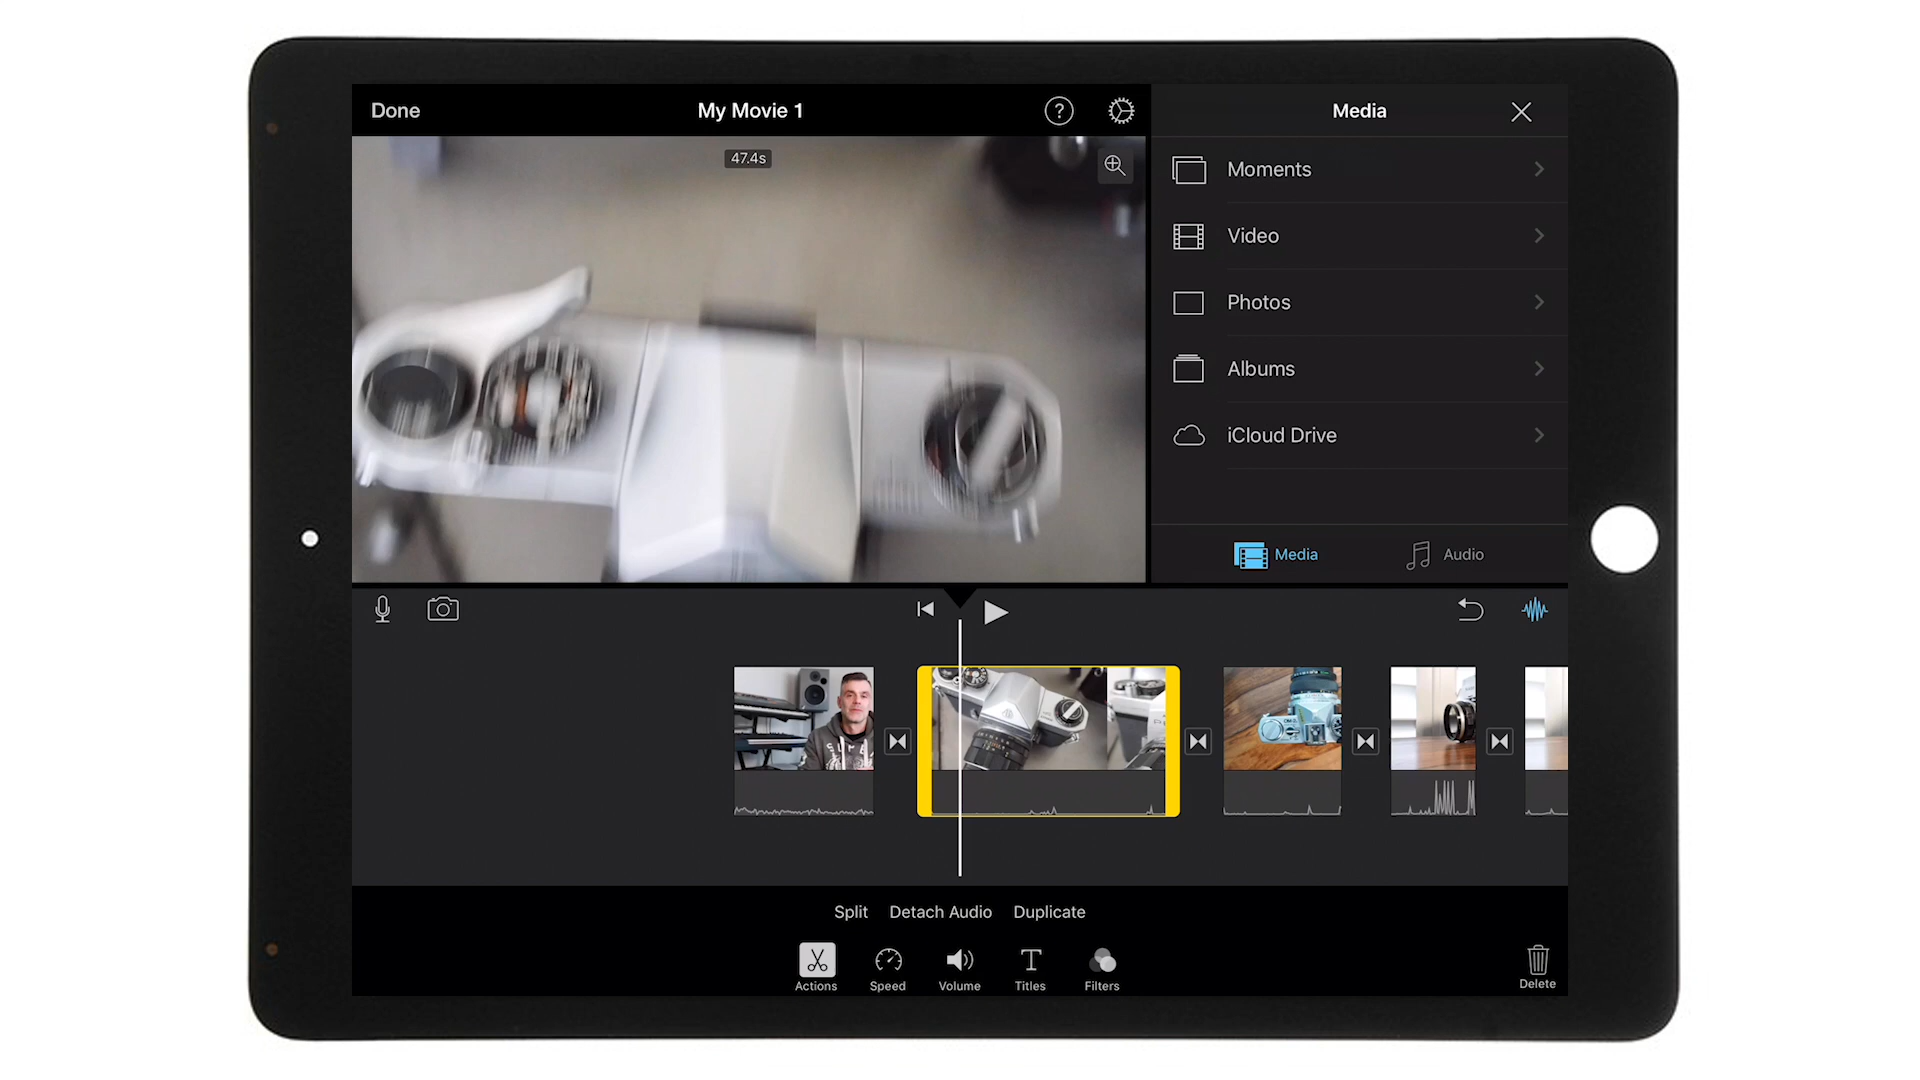 Done
My Movie 1
?
Media
47.4s
Moments
Video
Photos
Albums
iCloud Drive
Media
Audio
Split
Detach Audio
Duplicate
Actions
Speed
Volume
T
Titles
Filters
Delete